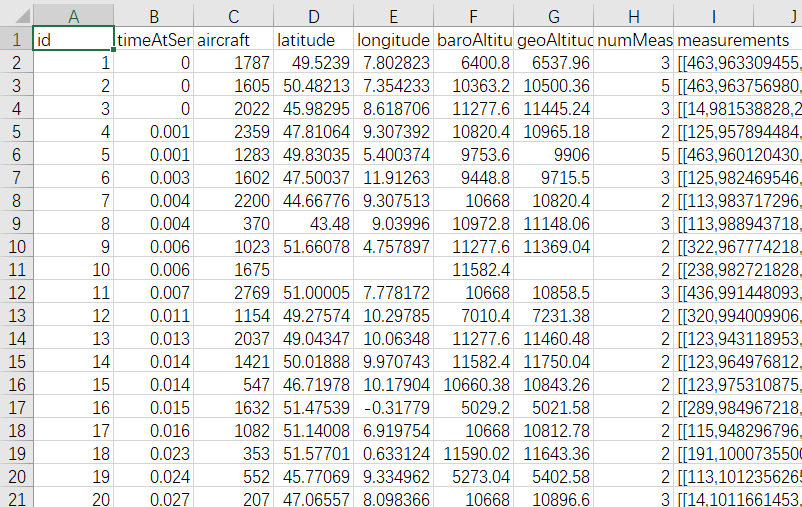 A B C D E F G H I J
1 id timeAtSer aircraft latitude longitude baroAltitu geoAltituc numMeas measurements
2 1 0 1787 49.5239 7.802823 6400.8 6537.96 3 [[463,963309455,
3 2 0 1605 50.48213 7.354233 10363.2 10500.36 5 [[463,963756980,
4 3 0 2022 45.98295 8.618706 11277.6 11445.24 3 [[14,981538828,2
5 4 0.001 2359 47.81064 9.307392 10820.4 10965.18 2 [[125,957894484,
6 5 0.001 1283 49.83035 5.400374 9753.6 9906 5 [[463,960120430,
7 6 0.003 1602 47.50037 11.91263 9448.8 9715.5 3 [[125,982469546,
8 7 0.004 2200 44.66776 9.307513 10668 10820.4 2 [[113,983717296,
9 8 0.004 370 43.48 9.03996 10972.8 11148.06 3 [[113,988943718,
10 9 0.006 1023 51.66078 4.757897 11277.6 11369.04 2 [[322,967774218,
11 10 0.006 1675 11582.4 2 [[238,982721828,
12 11 0.007 2769 51.00005 7.778172 10668 10858.5 3 [[436,991448093,
13 12 0.011 1154 49.27574 10.29785 7010.4 7231.38 2 [[320,994009906,
14 13 0.013 2037 49.04347 10.06348 11277.6 11460.48 2 [[123,943118953,
15 14 0.014 1421 50.01888 9.970743 11582.4 11750.04 2 [[123,964976812,
16 15 0.014 547 46.71978 10.17904 10660.38 10843.26 2 [[123,975310875,
17 16 0.015 1632 51.47539 -0.31779 5029.2 5021.58 2 [[289,984967218,
18 17 0.016 1082 51.14008 6.919754 10668 10812.78 2 [[115,948296796,
19 18 0.023 353 51.57701 0.633124 11590.02 11643.36 2 [[191,1000735500
20 19 0.024 552 45.77069 9.334962 5273.04 5402.58 2 [[113,1012356265
21 20 0.027 207 47.06557 8.098366 10668 10896.6 3 [[14,1011661453,